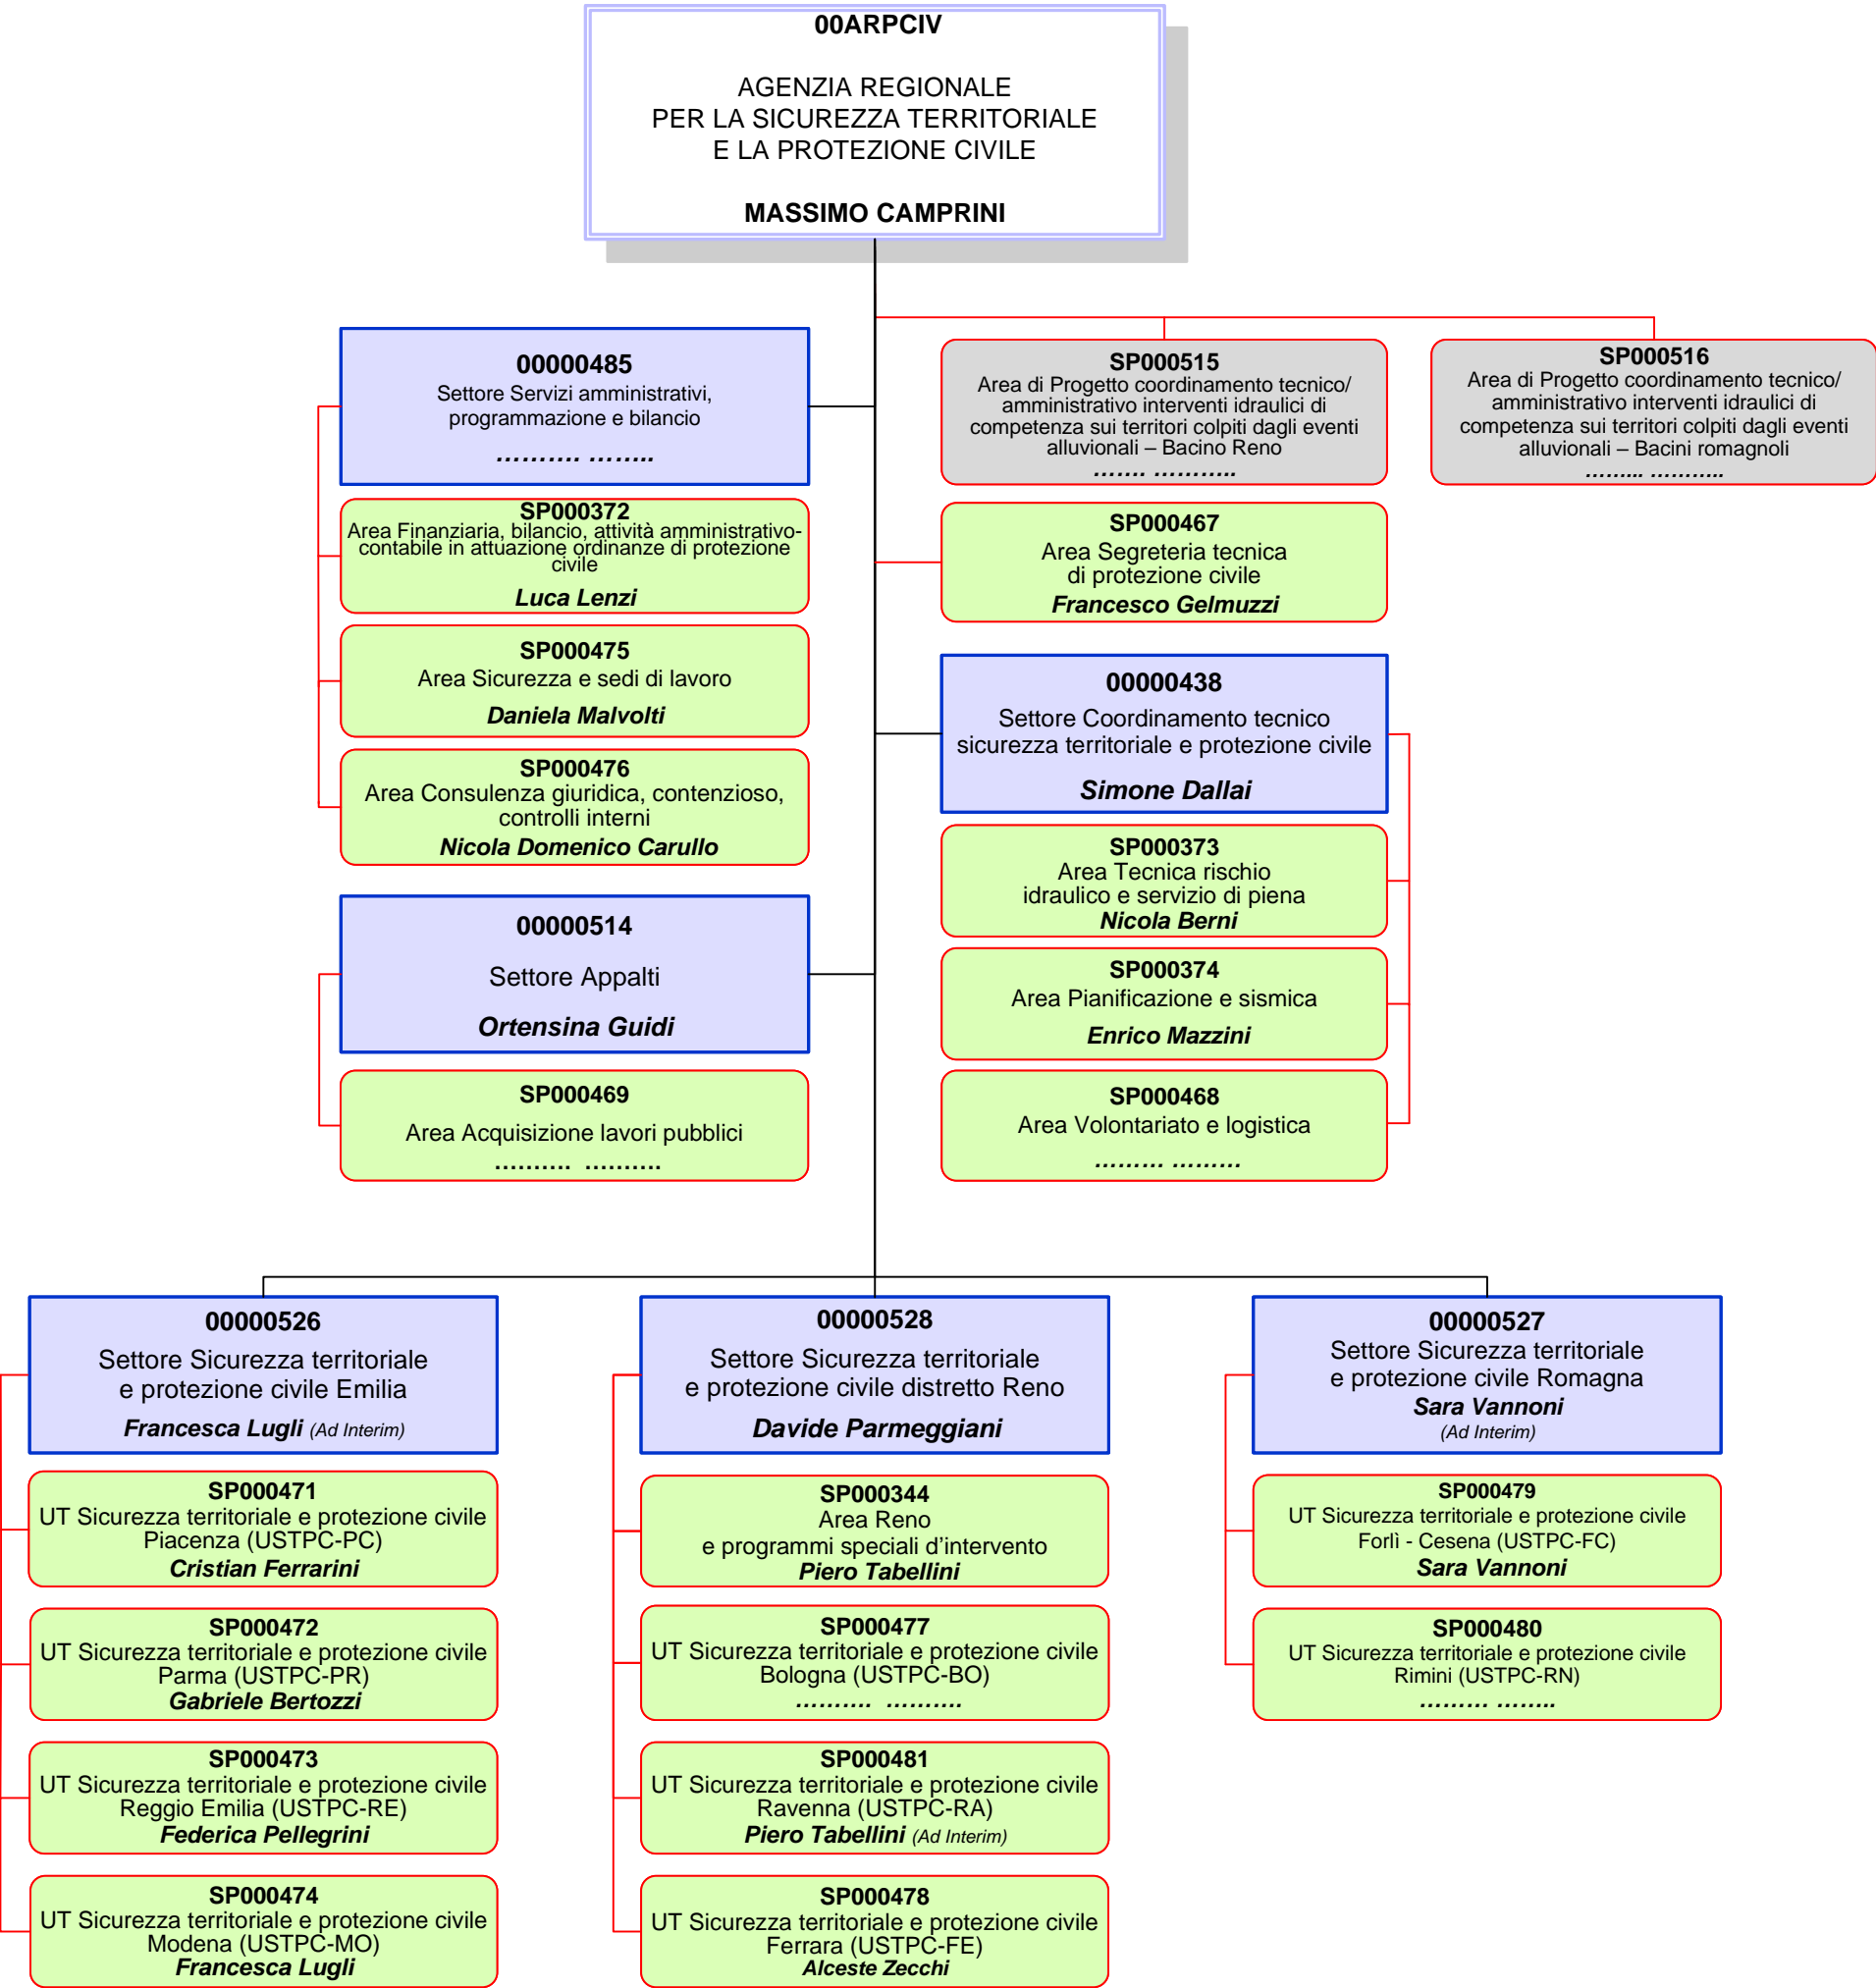 00ARPCIV
AGENZIA REGIONALE
PER LA SICUREZZA TERRITORIALE
E LA PROTEZIONE CIVILE
MASSIMO CAMPRINI
00000485
Settore Servizi amministrativi,
programmazione e bilancio
………. ……..
SP000372
Area Finanziaria, bilancio, attività amministrativo-
contabile in attuazione ordinanze di protezione
civile
Luca Lenzi
SP000475
Area Sicurezza e sedi di lavoro
Daniela Malvolti
SP000476
Area Consulenza giuridica, contenzioso,
controlli interni
Nicola Domenico Carullo
00000514
Settore Appalti
Ortensina Guidi
SP000469
Area Acquisizione lavori pubblici
………. ……….
SP000515
Area di Progetto coordinamento tecnico/
amministrativo interventi idraulici di
competenza sui territori colpiti dagli eventi
alluvionali – Bacino Reno
……. ………..
SP000516
Area di Progetto coordinamento tecnico/
amministrativo interventi idraulici di
competenza sui territori colpiti dagli eventi
alluvionali – Bacini romagnoli
…….. ………..
SP000467
Area Segreteria tecnica
di protezione civile
Francesco Gelmuzzi
00000438
Settore Coordinamento tecnico
sicurezza territoriale e protezione civile
Simone Dallai
SP000373
Area Tecnica rischio
idraulico e servizio di piena
Nicola Berni
SP000374
Area Pianificazione e sismica
Enrico Mazzini
SP000468
Area Volontariato e logistica
……… ………
00000526
Settore Sicurezza territoriale
e protezione civile Emilia
Francesca Lugli (Ad Interim)
SP000471
UT Sicurezza territoriale e protezione civile
Piacenza (USTPC-PC)
Cristian Ferrarini
SP000472
UT Sicurezza territoriale e protezione civile
Parma (USTPC-PR)
Gabriele Bertozzi
SP000473
UT Sicurezza territoriale e protezione civile
Reggio Emilia (USTPC-RE)
Federica Pellegrini
SP000474
UT Sicurezza territoriale e protezione civile
Modena (USTPC-MO)
Francesca Lugli
00000528
Settore Sicurezza territoriale
e protezione civile distretto Reno
Davide Parmeggiani
SP000344
Area Reno
e programmi speciali d’intervento
Piero Tabellini
SP000477
UT Sicurezza territoriale e protezione civile
Bologna (USTPC-BO)
………. ……….
SP000481
UT Sicurezza territoriale e protezione civile
Ravenna (USTPC-RA)
Piero Tabellini (Ad Interim)
SP000478
UT Sicurezza territoriale e protezione civile
Ferrara (USTPC-FE)
Alceste Zecchi
00000527
Settore Sicurezza territoriale
e protezione civile Romagna
Sara Vannoni
(Ad Interim)
SP000479
UT Sicurezza territoriale e protezione civile
Forlì - Cesena (USTPC-FC)
Sara Vannoni
SP000480
UT Sicurezza territoriale e protezione civile
Rimini (USTPC-RN)
……… ……..